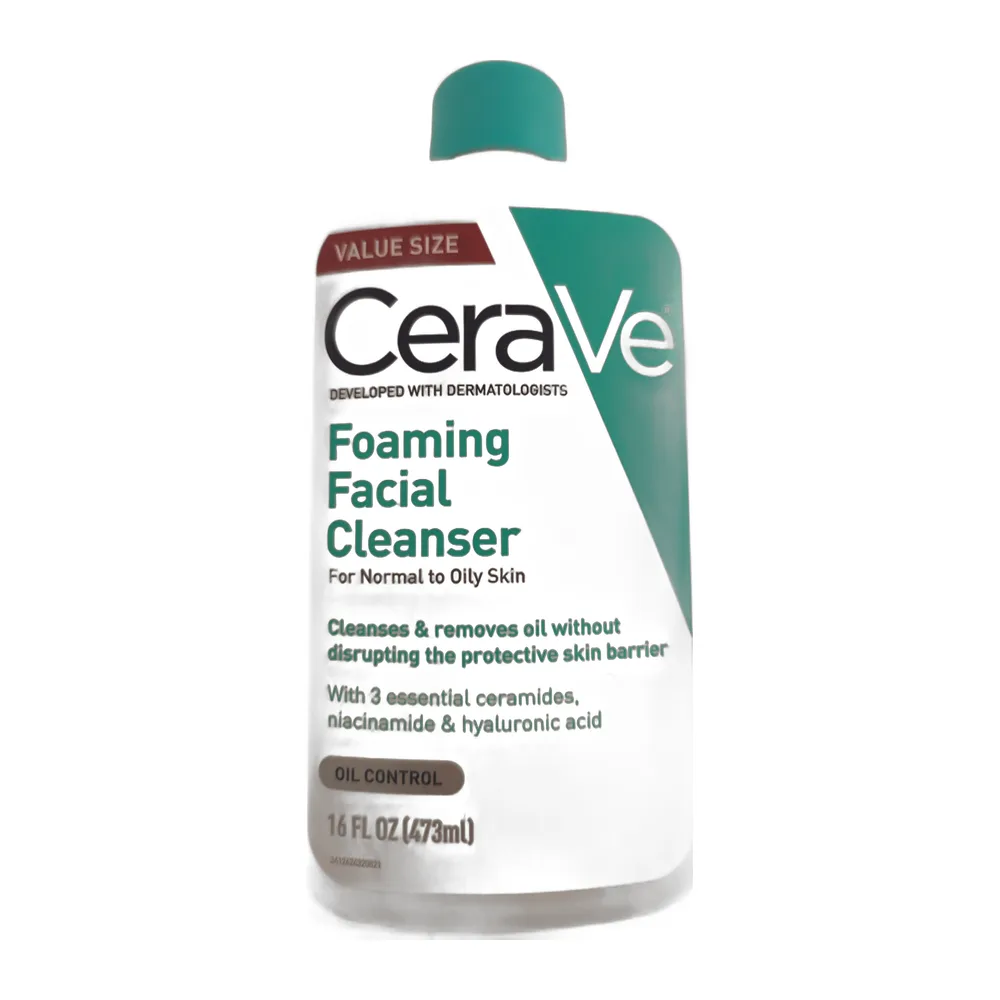 VALUE SIZE
CeraVe
DEVELOPED WITH DERMATOLOGISTS
Foaming
Facial
Cleanser
For Normal to Oily Skin
Cleanses & removes oil without
disrupting the protective skin barrier
With 3 essential ceramides,
niacinamide & hyaluronic acid
OIL CONTROL
16 FL OZ (473ml)